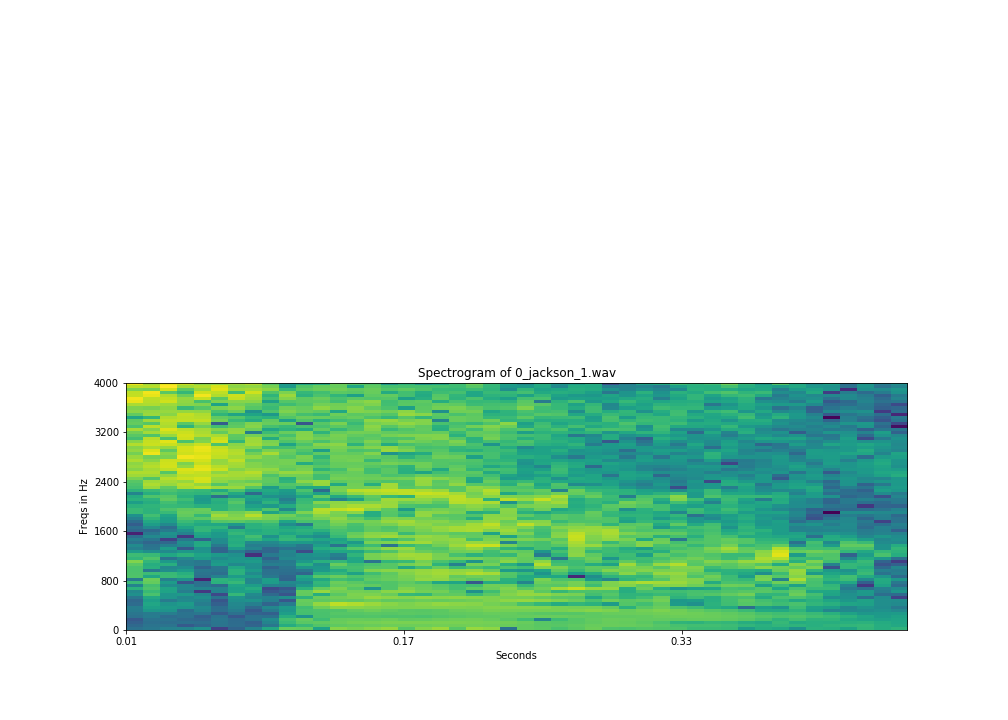 Spectrogram of 0_jackson_1.wav
4000
3200
2400
1600
800
0
Freqs in Hz
0.01 0.17 0.33
Seconds